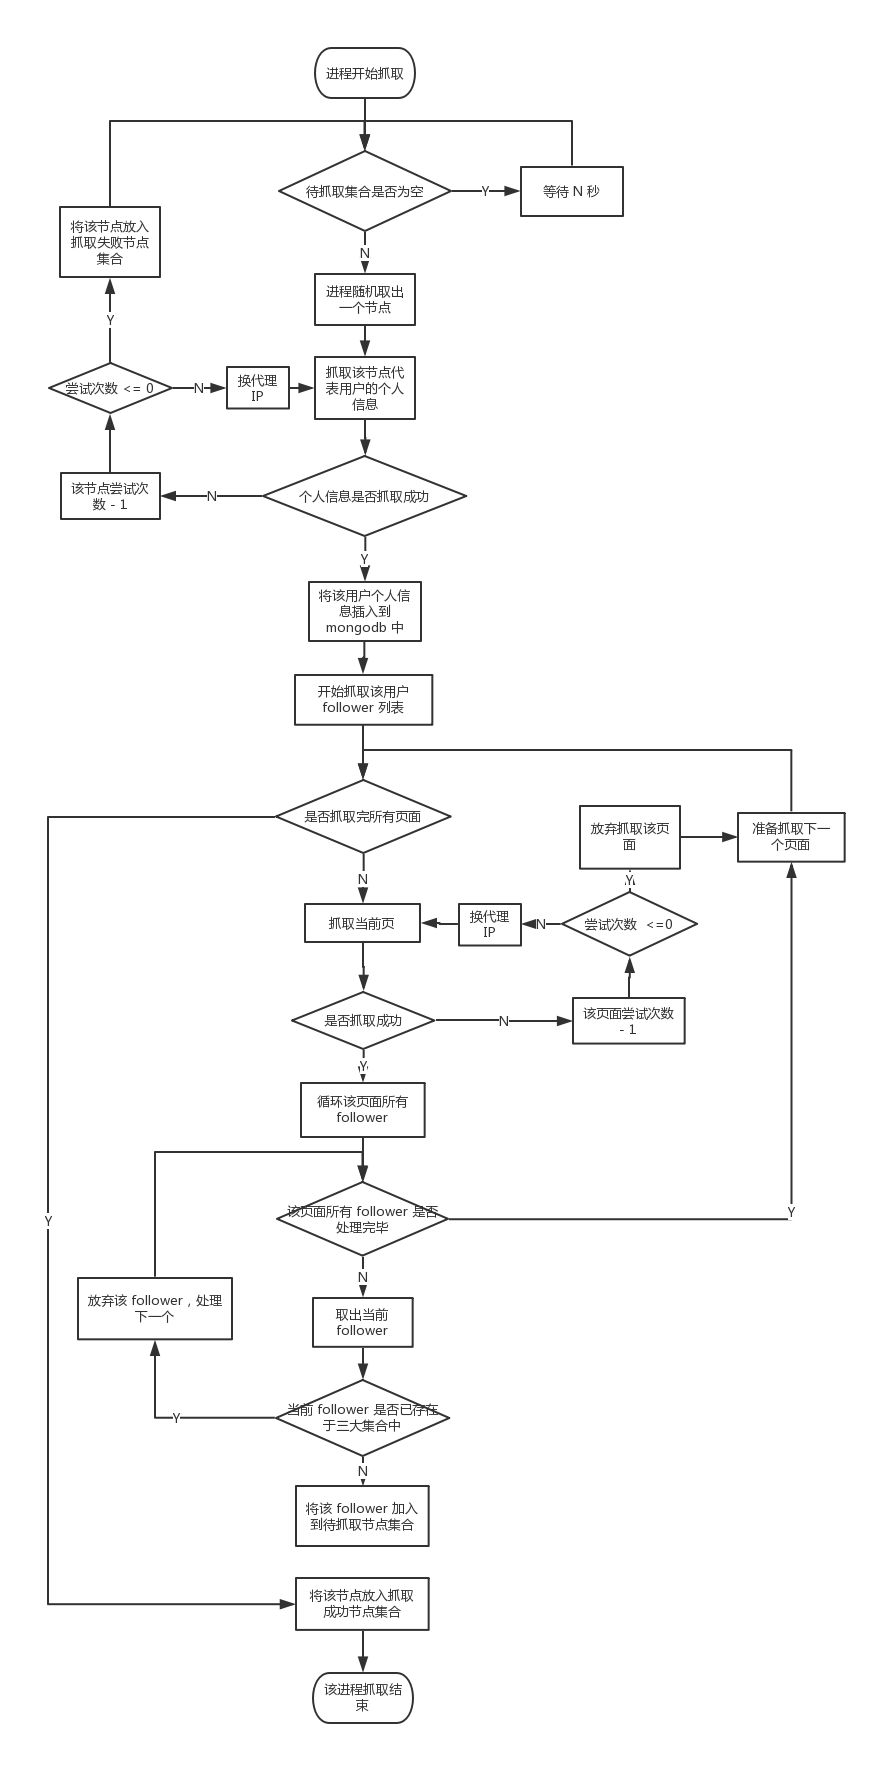 进程开始抓取
待抓取集合是否为空
Y
等待 N 秒
将该节点放入
抓取失败节点
集合
N
进程随机取出
一个节点
Y
抓取该节点代
表用户的个人
信息
尝试次数 <= 0
N
换代理
IP
该节点尝试次
数 - 1
N
个人信息是否抓取成功
Y
将该用户个人信
息插入到
mongodb 中
开始抓取该用户
follower 列表
是否抓取完所有页面
放弃抓取该页
面
准备抓取下一
个页面
N
Y
抓取当前页
换代理
IP
N
尝试次数  <=0
是否抓取成功
N
该页面尝试次数
- 1
Y
循环该页面所有
follower
该页面所有 follower 是否
处理完毕
Y
Y
N
放弃该 follower，处理
下一个
取出当前
follower
当前 follower 是否已存在
于三大集合中
Y
N
将该 follower 加入
到待抓取节点集合
将该节点放入抓取
成功节点集合
该进程抓取结
束